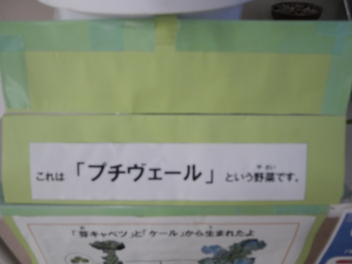 これは「プチヴェール」という野菜です。
「芽キャベツ」と「ケール」から生まれたよ